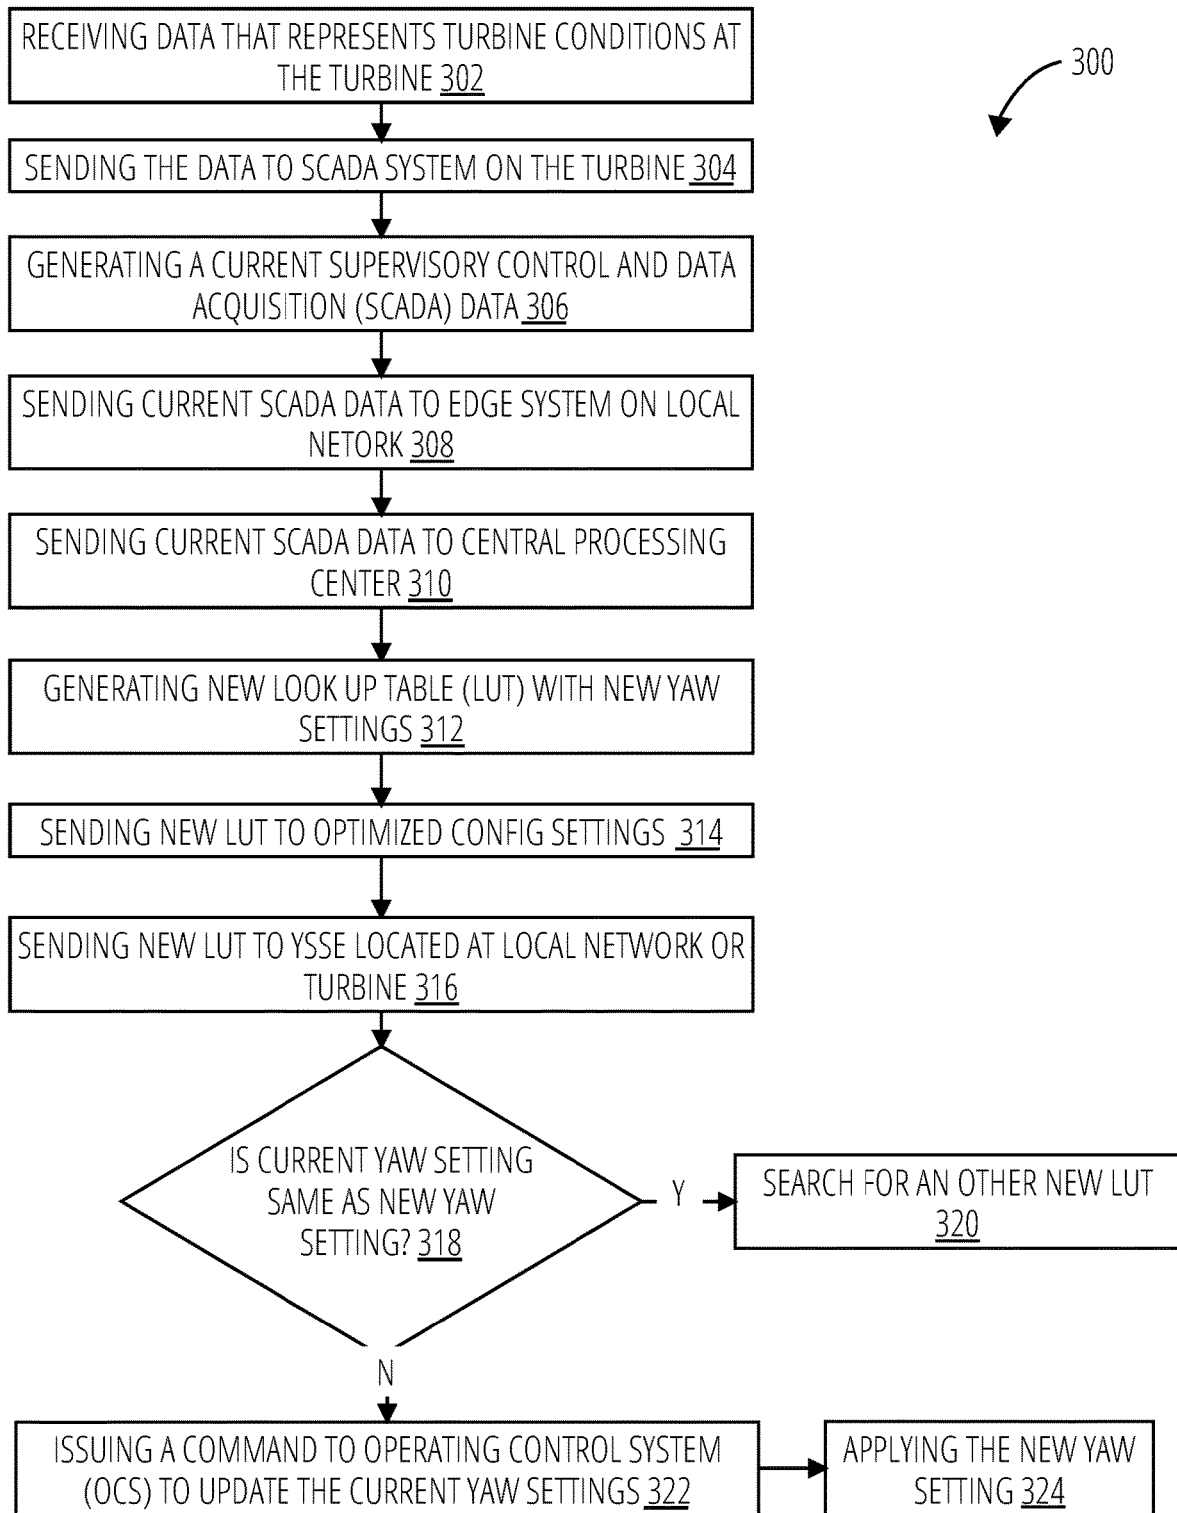 RECEIVING DATA THAT REPRESENTS TURBINE CONDITIONS AT
THE TURBINE 302
300
SENDING THE DATA TO SCADA SYSTEM ON THE TURBINE 304
GENERATING A CURRENT SUPERVISORY CONTROL AND DATA
ACQUISITION (SCADA) DATA 306
SENDING CURRENT SCADA DATA TO EDGE SYSTEM ON LOCAL
NETORK 308
SENDING CURRENT SCADA DATA TO CENTRAL PROCESSING
CENTER 310
GENERATING NEW LOOK UP TABLE (LUT) WITH NEW YAW
SETTINGS 312
SENDING NEW LUT TO OPTIMIZED CONFIG SETTINGS 314
SENDING NEW LUT TO YSSE LOCATED AT LOCAL NETWORK OR
TURBINE 316
IS CURRENT YAW SETTING
SAME AS NEW YAW
SETTING? 318
Y
SEARCH FOR AN OTHER NEW LUT
320
N
ISSUING A COMMAND TO OPERATING CONTROL SYSTEM
(OCS) TO UPDATE THE CURRENT YAW SETTINGS 322
APPLYING THE NEW YAW
SETTING 324